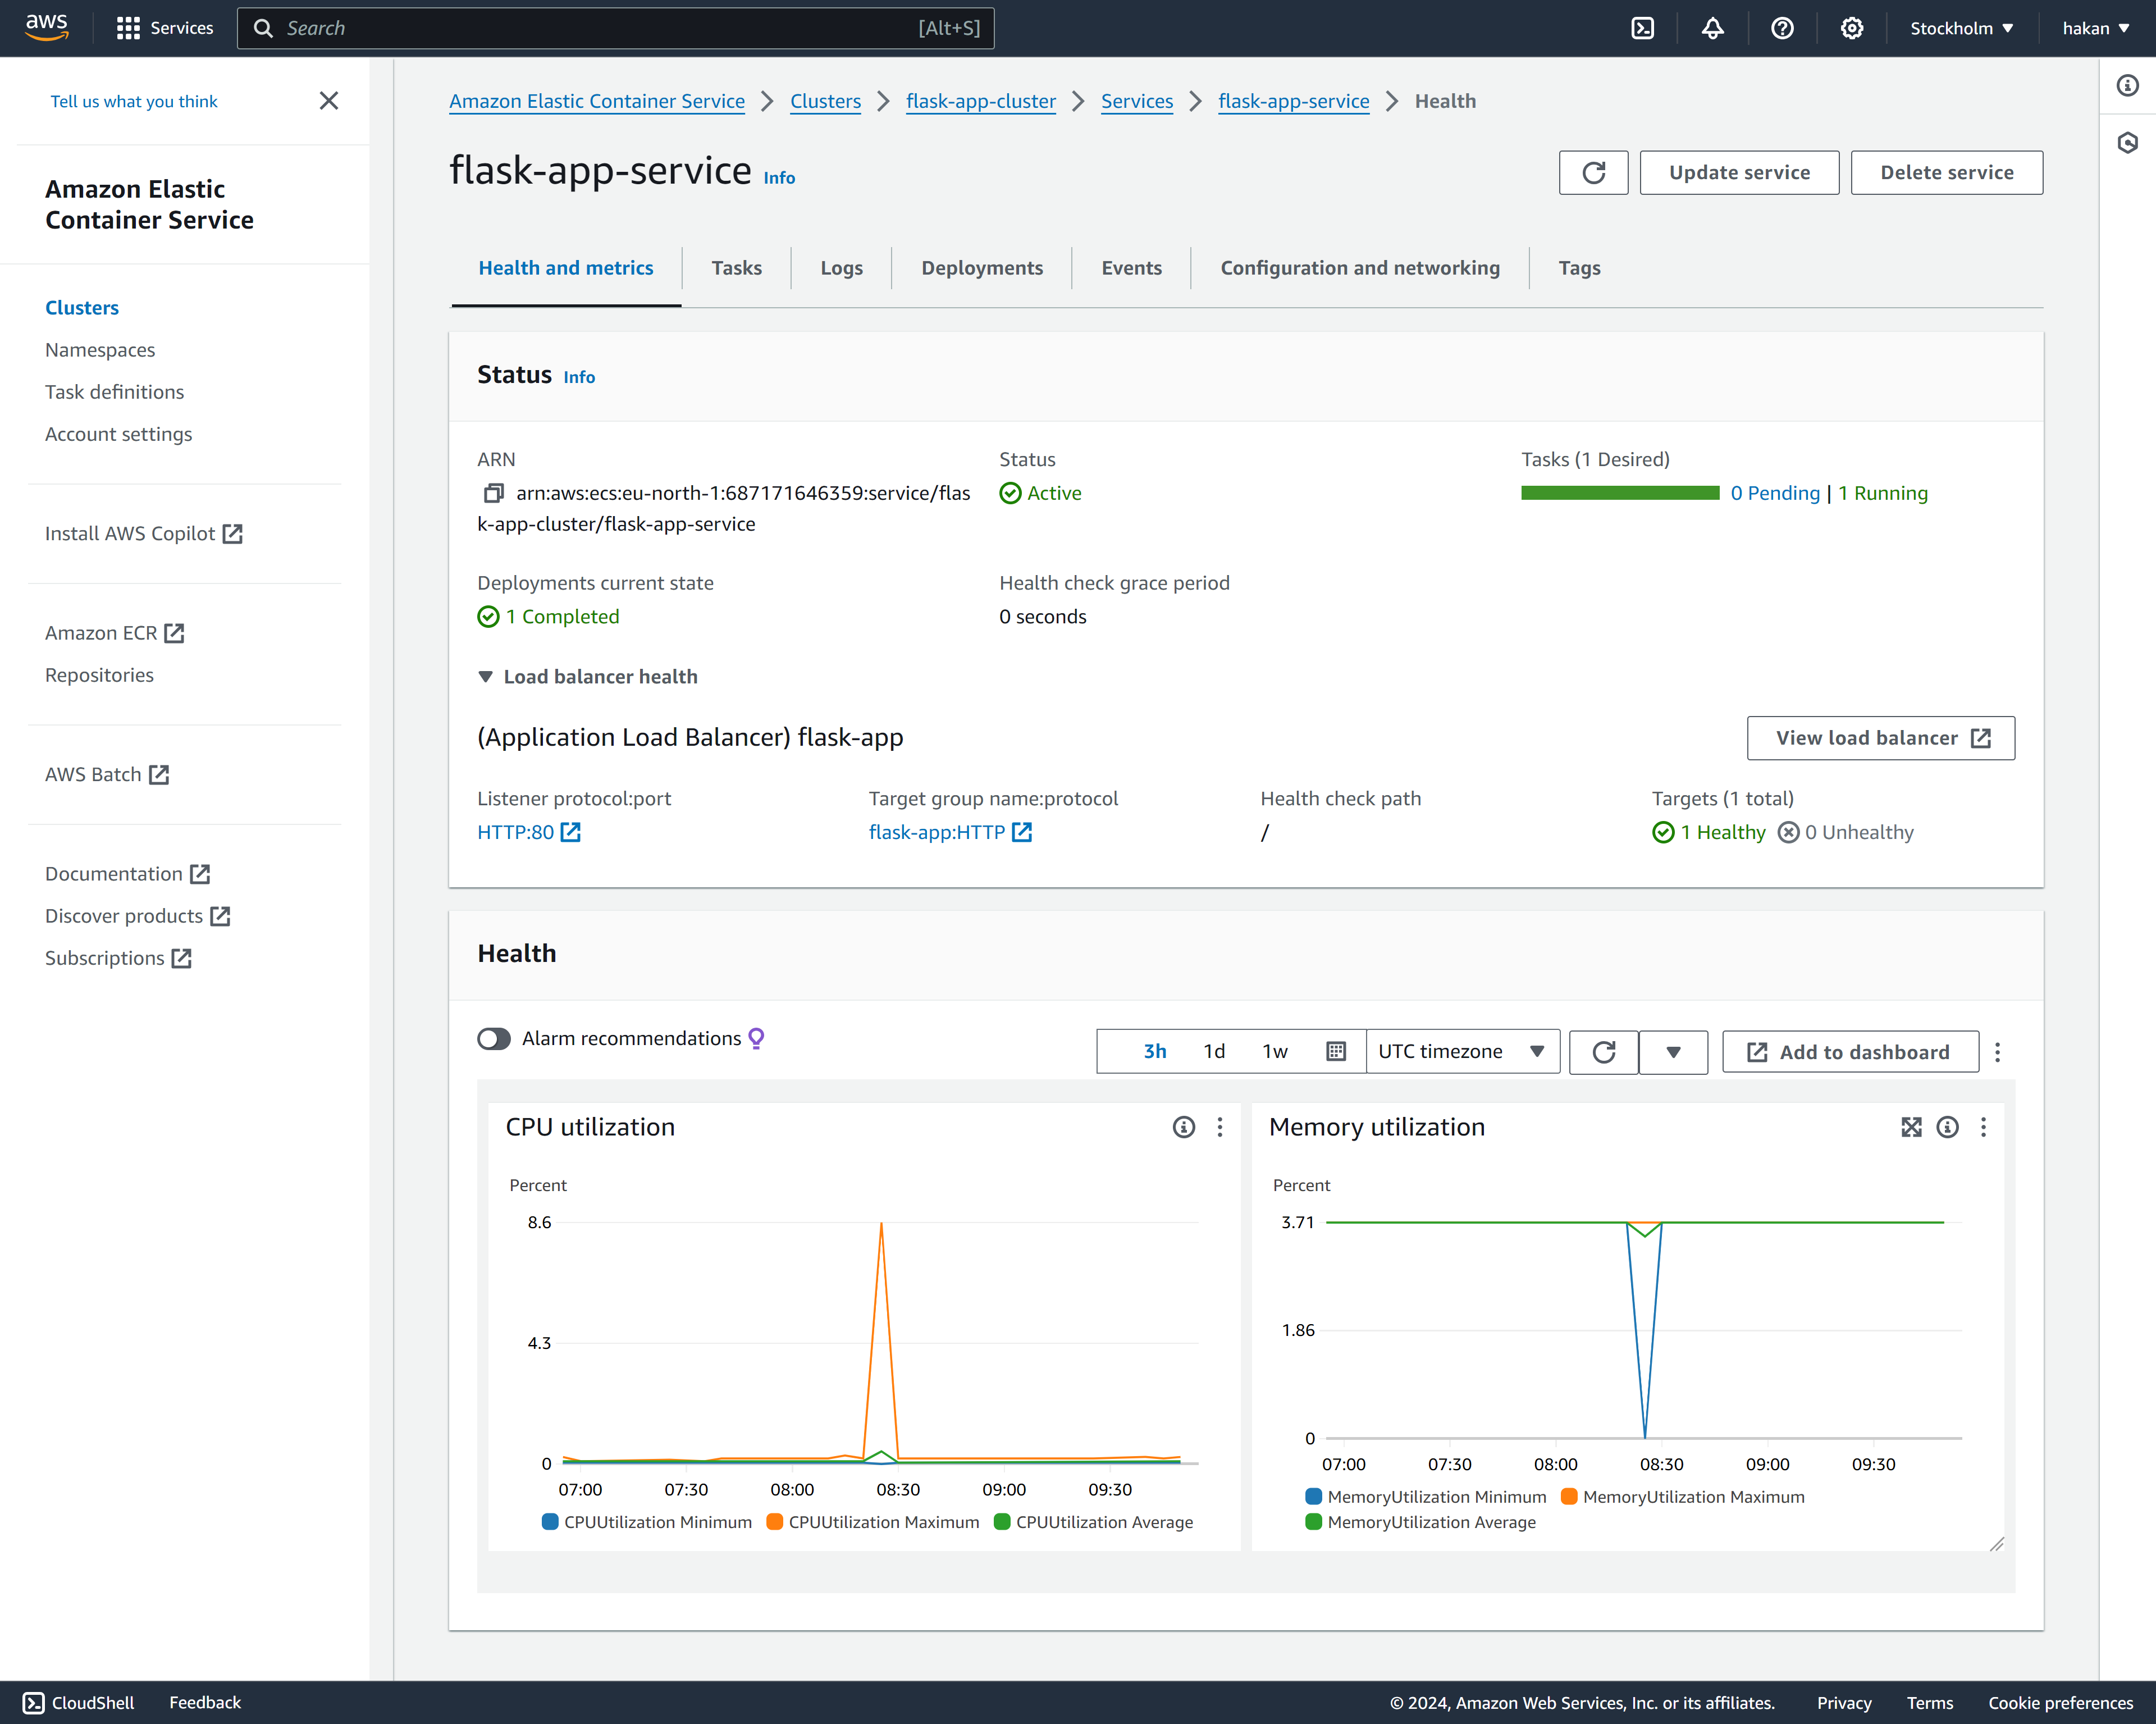 aws
Services
Search
[Alt+S]
Stockholm
hakan
Tell us what you think
Amazon Elastic
Container Service
Clusters
Namespaces
Task definitions
Account settings
Install AWS Copilot
Amazon ECR
Repositories
AWS Batch
Documentation
Discover products
Subscriptions
Amazon Elastic Container Service
Clusters
flask-app-cluster
Services
flask-app-service
Health
flask-app-service Info
Update service
Delete service
Health and metrics
Tasks
Logs
Deployments
Events
Configuration and networking
Tags
Status Info
ARN
arn:aws:ecs:eu-north-1:687171646359:service/flas
k-app-cluster/flask-app-service
Status
Active
Tasks (1 Desired)
0 Pending | 1 Running
Deployments current state
1 Completed
Health check grace period
0 seconds
Load balancer health
(Application Load Balancer) flask-app
View load balancer
Listener protocol:port
HTTP:80
Target group name:protocol
flask-app:HTTP
Health check path
/
Targets (1 total)
1 Healthy
0 Unhealthy
Health
Alarm recommendations
3h
1d
1w
UTC timezone
Add to dashboard
CPU utilization
Percent
8.6
4.3
0
07:00
07:30
08:00
08:30
09:00
09:30
CPUUtilization Minimum
CPUUtilization Maximum
CPUUtilization Average
Memory utilization
Percent
3.71
1.86
0
07:00
07:30
08:00
08:30
09:00
09:30
MemoryUtilization Minimum
MemoryUtilization Maximum
MemoryUtilization Average
CloudShell
Feedback
© 2024, Amazon Web Services, Inc. or its affiliates.
Privacy
Terms
Cookie preferences